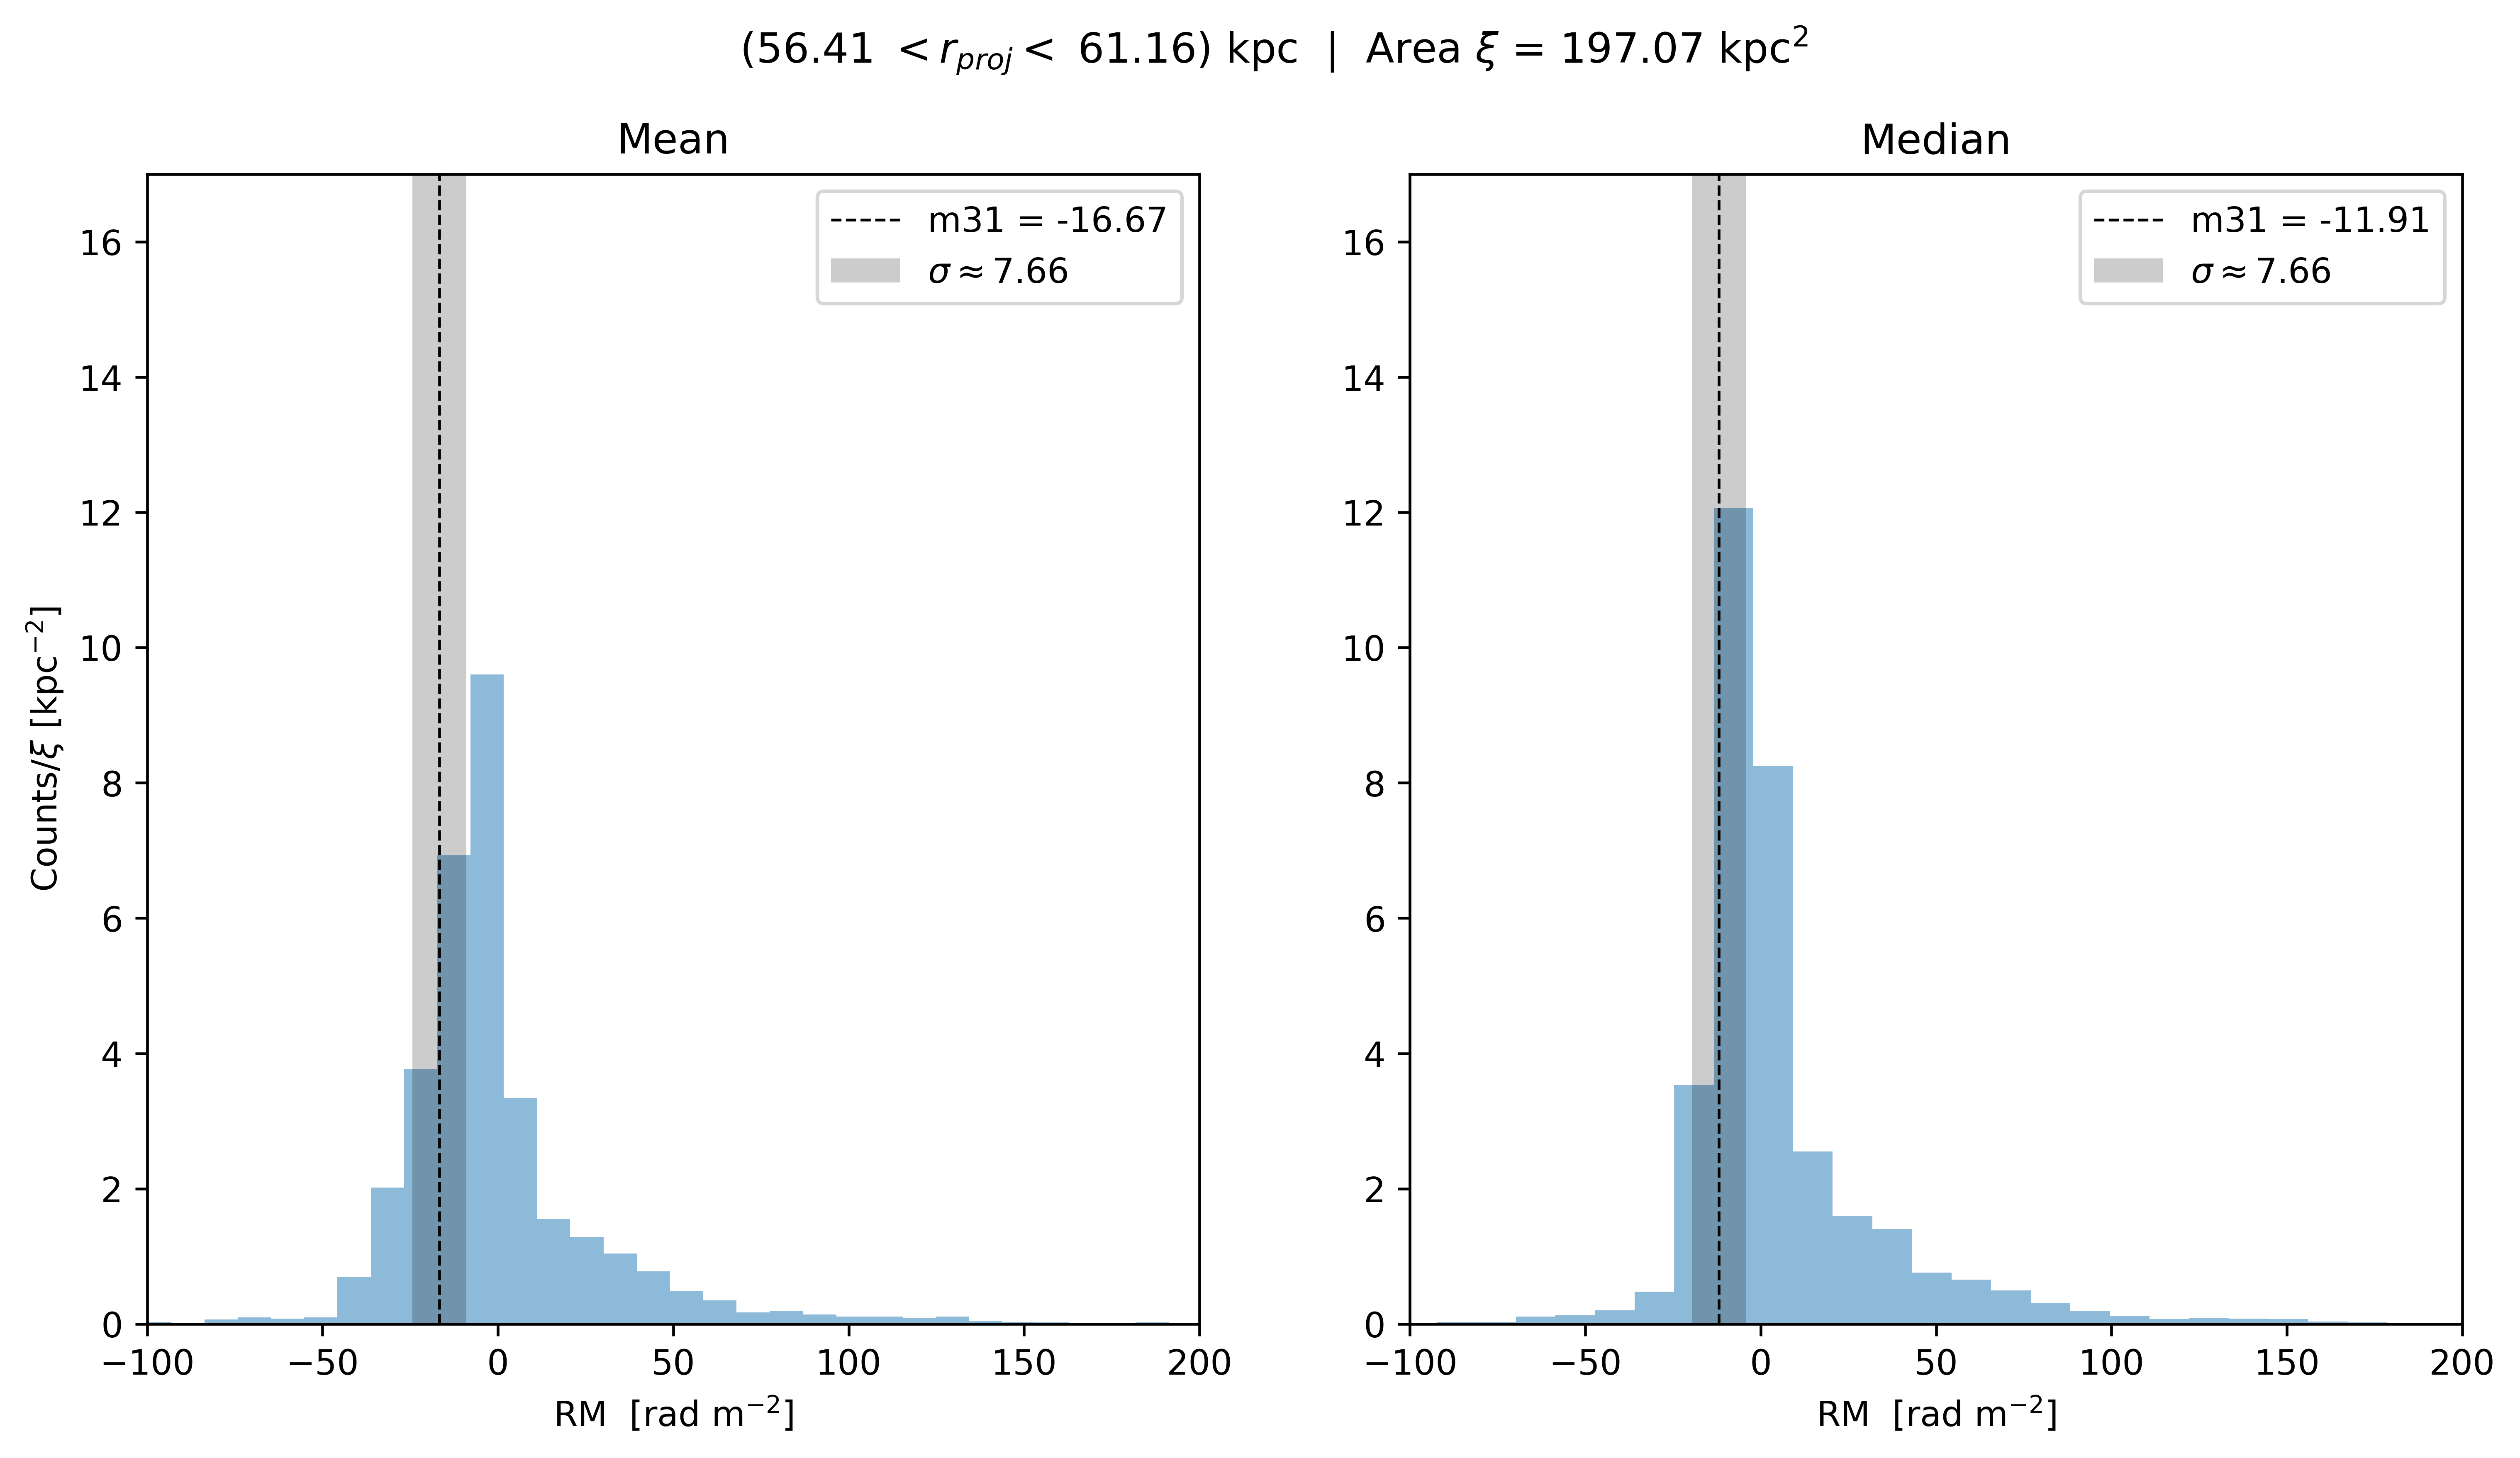 (56.41 < r_proj < 61.16) kpc | Area ξ = 197.07 kpc²
Mean
m31 = -16.67
σ ≈ 7.66
16
14
12
10
8
6
4
2
0
Counts/ξ [kpc⁻²]
−100 −50 0 50 100 150 200
RM [rad m⁻²]
Median
m31 = -11.91
σ ≈ 7.66
16
14
12
10
8
6
4
2
0
−100 −50 0 50 100 150 200
RM [rad m⁻²]